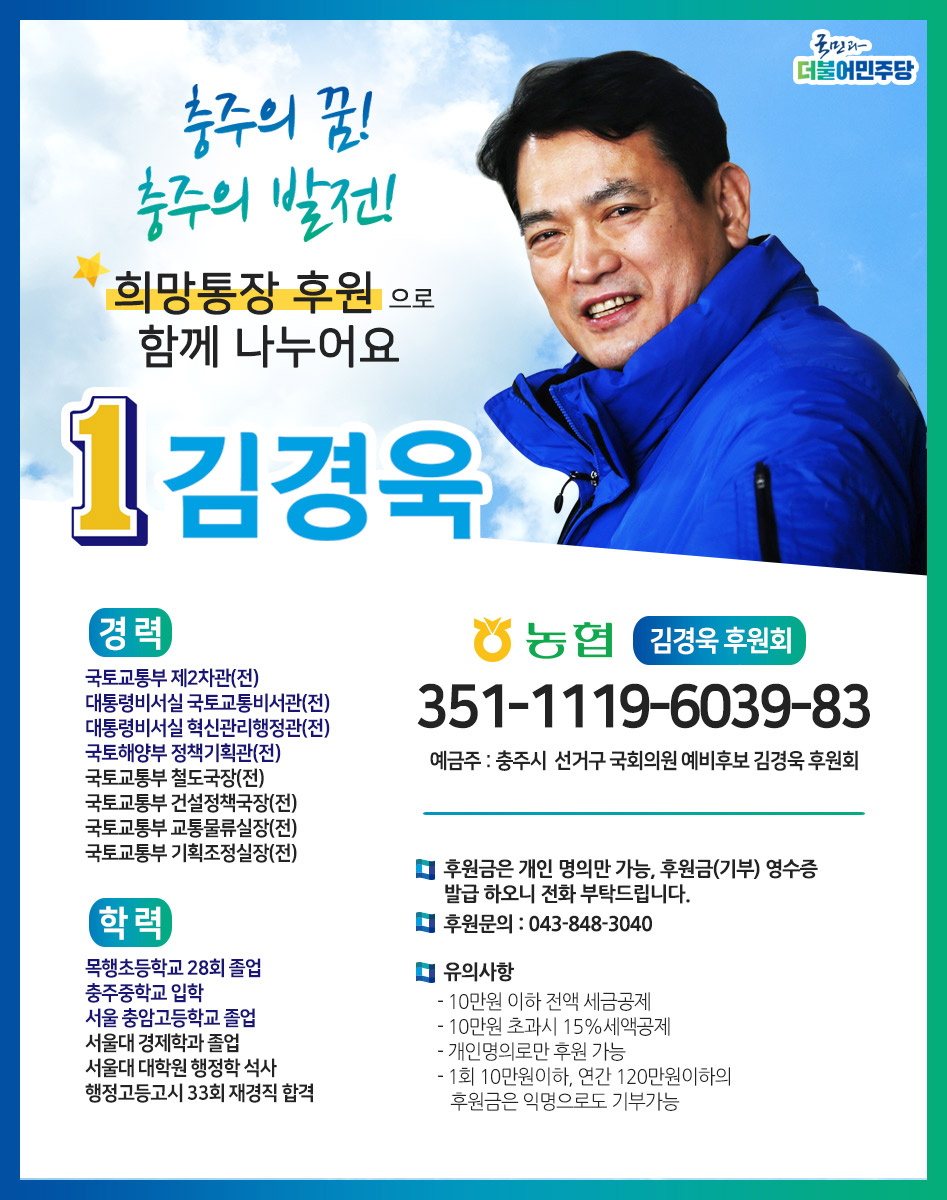 국민과
더불어민주당
충주의 꿈!
충주의 발전!
희망통장 후원 으로
함께 나누어요
1 김경욱
경력
국토교통부 제2차관(전)
대통령비서실 국토교통비서관(전)
대통령비서실 혁신관리행정관(전)
국토해양부 정책기획관(전)
국토교통부 철도국장(전)
국토교통부 건설정책국장(전)
국토교통부 교통물류실장(전)
국토교통부 기획조정실장(전)
학력
목행초등학교 28회 졸업
충주중학교 입학
서울 충암고등학교 졸업
서울대 경제학과 졸업
서울대 대학원 행정학 석사
행정고등고시 33회 재경직 합격
농협 김경욱 후원회
351-1119-6039-83
예금주 : 충주시 선거구 국회의원 예비후보 김경욱 후원회
후원금은 개인 명의만 가능, 후원금(기부) 영수증
발급 하오니 전화 부탁드립니다.
후원문의 : 043-848-3040
유의사항
- 10만원 이하 전액 세금공제
- 10만원 초과시 15%세액공제
- 개인명의로만 후원 가능
- 1회 10만원이하, 연간 120만원이하의
후원금은 익명으로도 기부가능